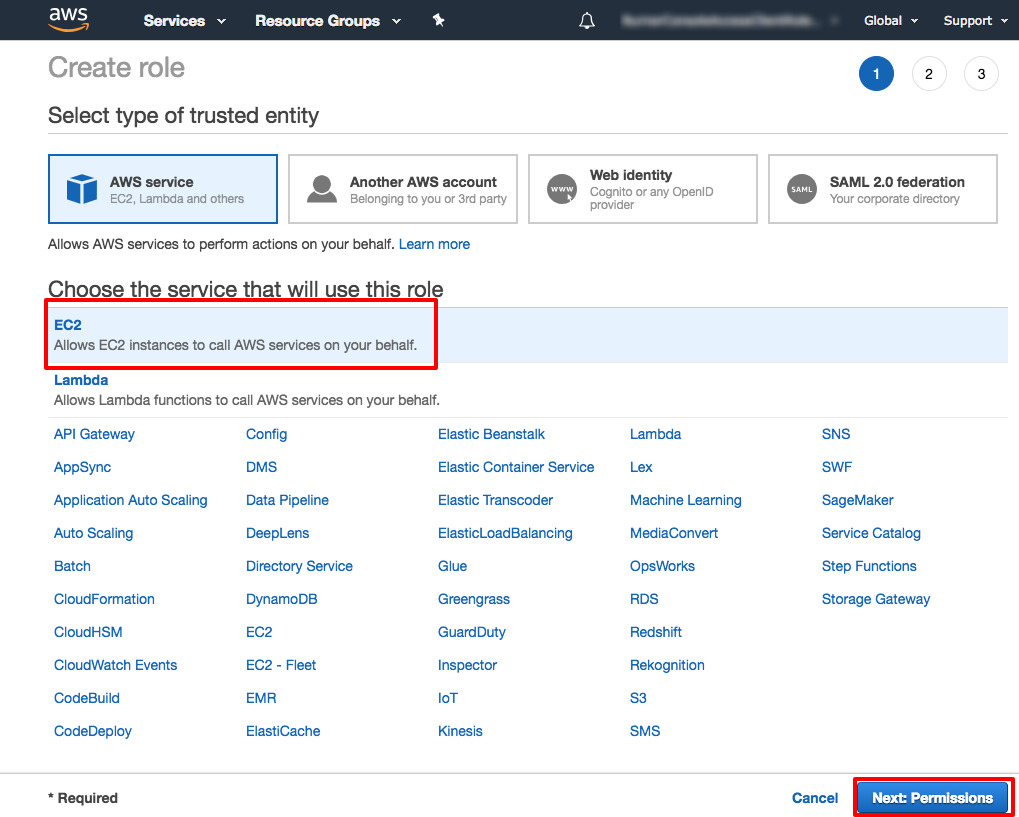 aws Services Resource Groups Global Support
Create role
1 2 3
Select type of trusted entity
AWS service
EC2, Lambda and others
Another AWS account
Belonging to you or 3rd party
www
Web identity
Cognito or any OpenID
provider
SAML
SAML 2.0 federation
Your corporate directory
Allows AWS services to perform actions on your behalf. Learn more
Choose the service that will use this role
EC2
Allows EC2 instances to call AWS services on your behalf.
Lambda
Allows Lambda functions to call AWS services on your behalf.
API Gateway Config Elastic Beanstalk Lambda SNS
AppSync DMS Elastic Container Service Lex SWF
Application Auto Scaling Data Pipeline Elastic Transcoder Machine Learning SageMaker
Auto Scaling DeepLens ElasticLoadBalancing MediaConvert Service Catalog
Batch Directory Service Glue OpsWorks Step Functions
CloudFormation DynamoDB Greengrass RDS Storage Gateway
CloudHSM EC2 GuardDuty Redshift
CloudWatch Events EC2 - Fleet Inspector Rekognition
CodeBuild EMR IoT S3
CodeDeploy ElastiCache Kinesis SMS
* Required Cancel Next: Permissions